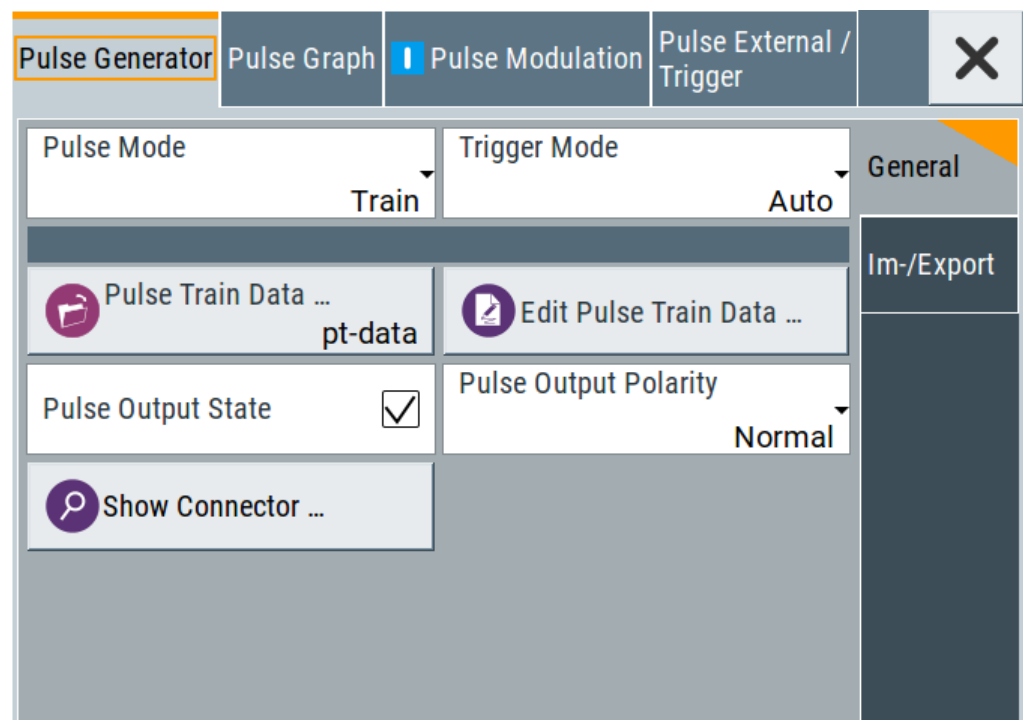 Pulse Generator
Pulse Graph
Pulse Modulation
Pulse External /
Trigger
Pulse Mode
Train
Trigger Mode
Auto
General
Im-/Export
Pulse Train Data ...
pt-data
Edit Pulse Train Data ...
Pulse Output State
Pulse Output Polarity
Normal
Show Connector ...